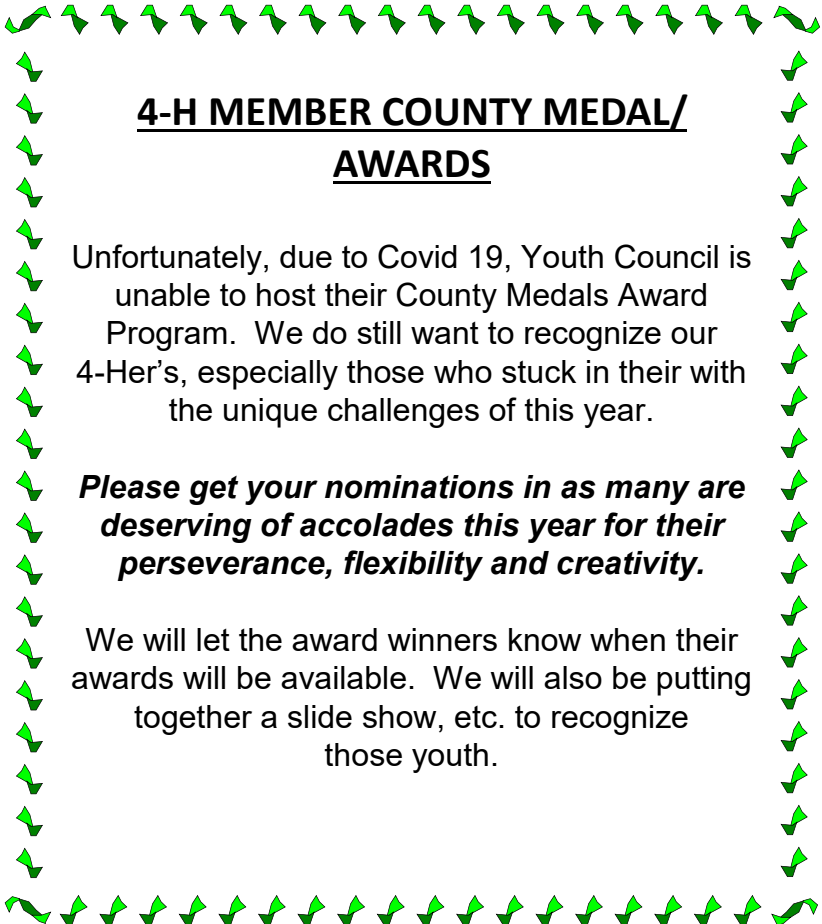 4-H MEMBER COUNTY MEDAL/
AWARDS
Unfortunately, due to Covid 19, Youth Council is
unable to host their County Medals Award
Program.  We do still want to recognize our
4-Her’s, especially those who stuck in their with
the unique challenges of this year.
Please get your nominations in as many are
deserving of accolades this year for their
perseverance, flexibility and creativity.
We will let the award winners know when their
awards will be available.  We will also be putting
together a slide show, etc. to recognize
those youth.